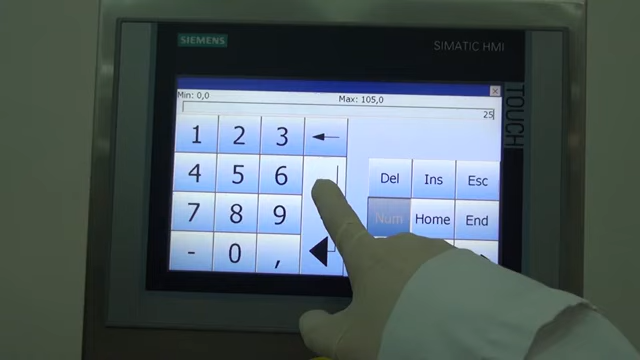 SIEMENS
SIMATIC HMI
TOUCH
Min: 0,0 Max: 105,0
25
1 2 3
4 5 6 Del Ins Esc
7 8 9 Num Home End
- 0 ,